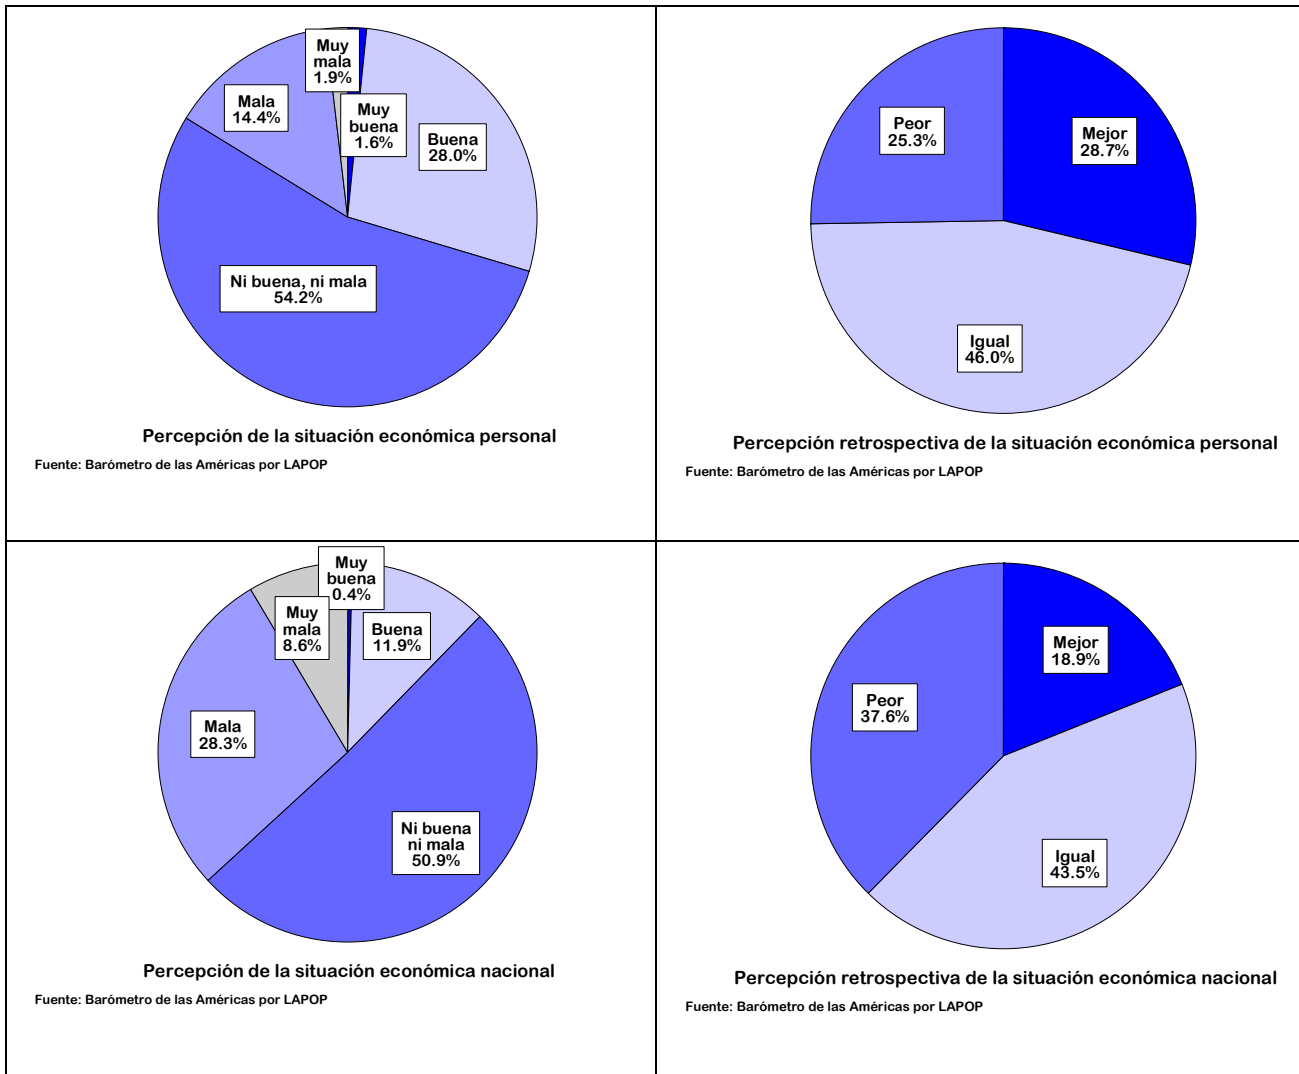 Muy
mala
1.9%
Muy
buena
1.6%
Buena
28.0%
Mala
14.4%
Ni buena, ni mala
54.2%
Percepción de la situación económica personal
Fuente: Barómetro de las Américas por LAPOP
Peor
25.3%
Mejor
28.7%
Igual
46.0%
Percepción retrospectiva de la situación económica personal
Fuente: Barómetro de las Américas por LAPOP
Muy
buena
0.4%
Muy
mala
8.6%
Buena
11.9%
Mala
28.3%
Ni buena
ni mala
50.9%
Percepción de la situación económica nacional
Fuente: Barómetro de las Américas por LAPOP
Mejor
18.9%
Peor
37.6%
Igual
43.5%
Percepción retrospectiva de la situación económica nacional
Fuente: Barómetro de las Américas por LAPOP